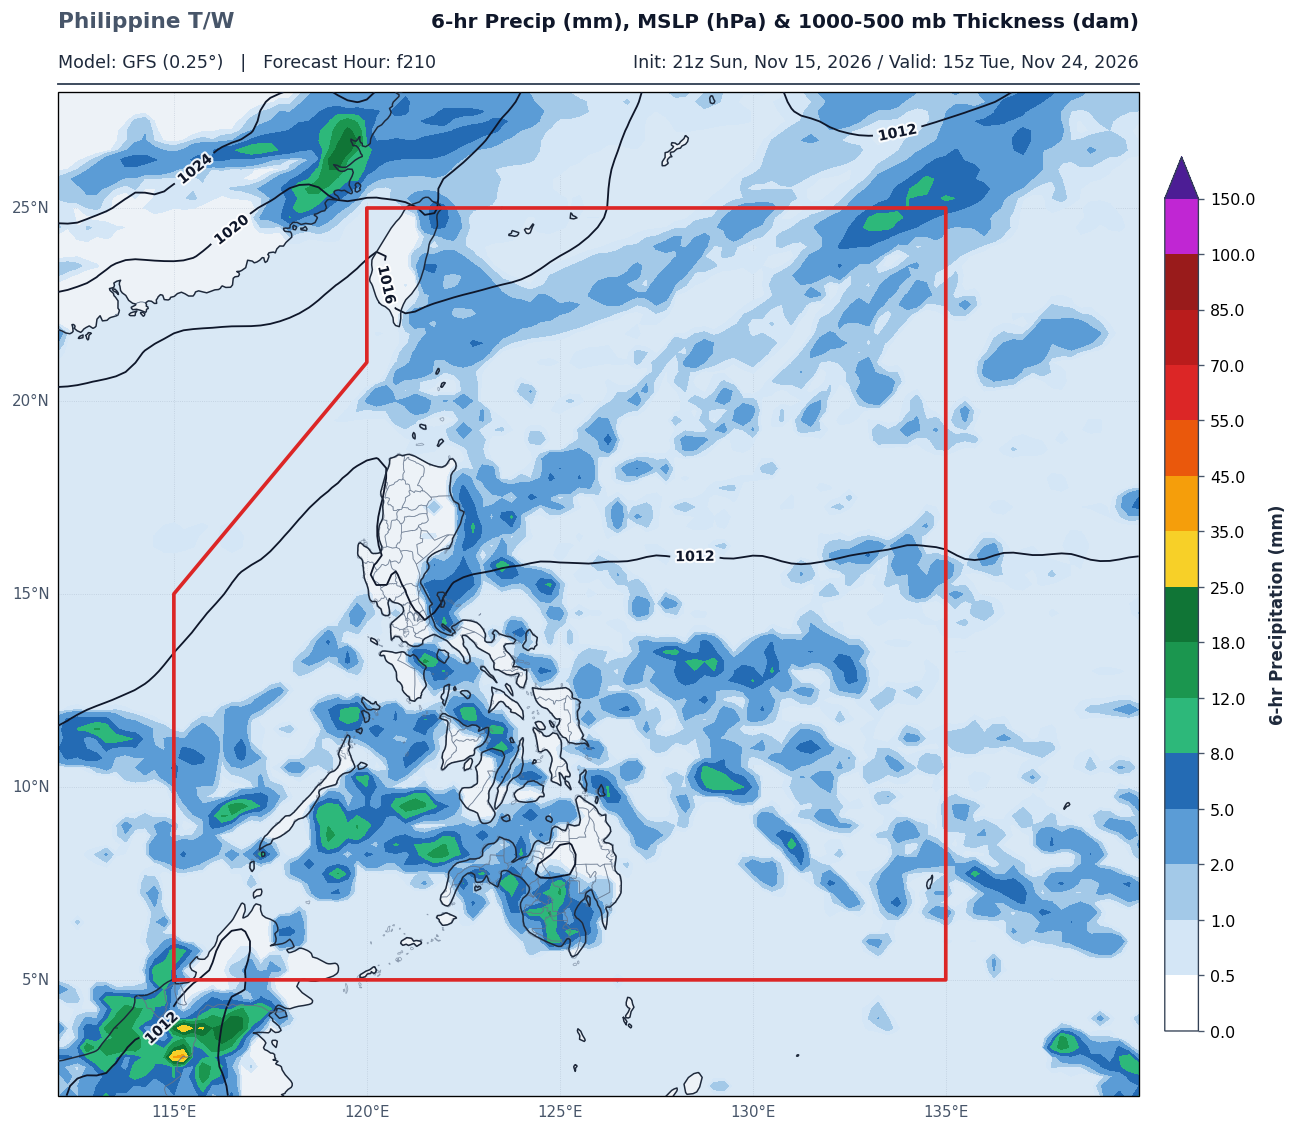 Philippine T/W
6-hr Precip (mm), MSLP (hPa) & 1000-500 mb Thickness (dam)
Model: GFS (0.25°) | Forecast Hour: f210
Init: 21z Sun, Nov 15, 2026 / Valid: 15z Tue, Nov 24, 2026
1012
1024
1020
1016
1012
1012
25°N
20°N
15°N
10°N
5°N
115°E
120°E
125°E
130°E
135°E
150.0
100.0
85.0
70.0
55.0
45.0
35.0
25.0
18.0
12.0
8.0
5.0
2.0
1.0
0.5
0.0
6-hr Precipitation (mm)